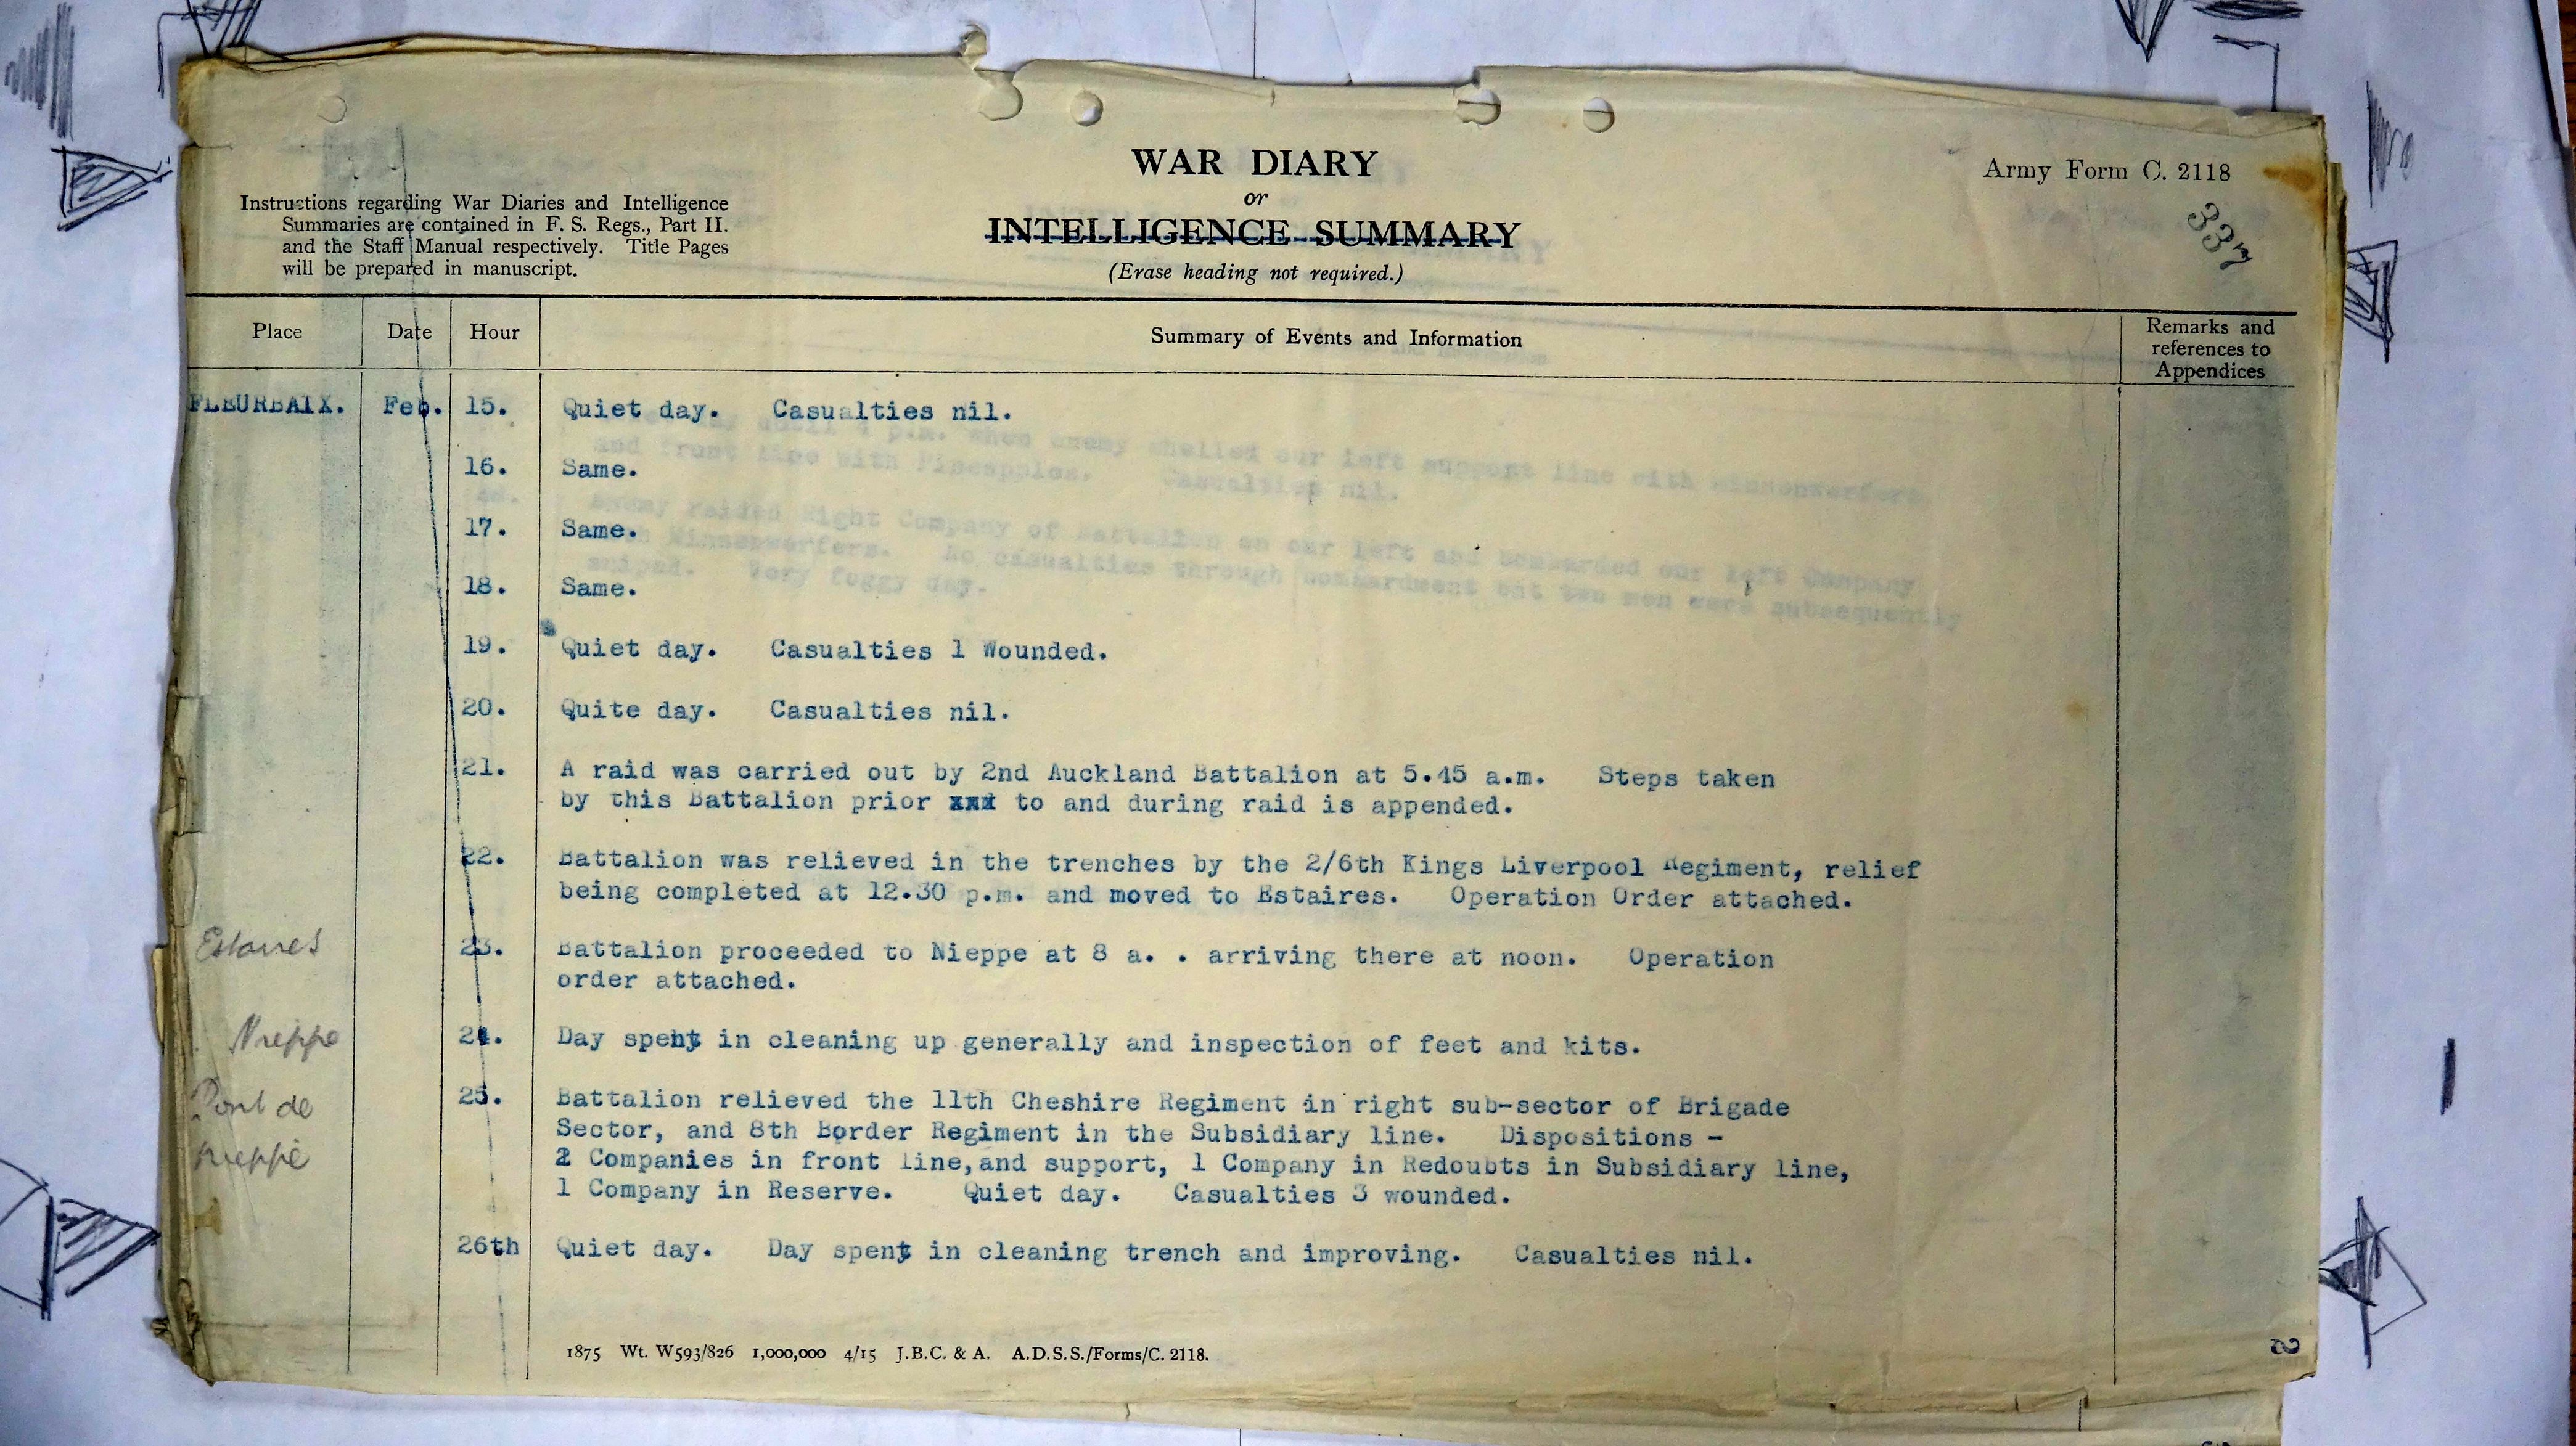 WAR DIARY
or
INTELLIGENCE SUMMARY
(Erase heading not required.)
Army Form C. 2118
337
Instructions regarding War Diaries and Intelligence
Summaries are contained in F. S. Regs., Part II.
and the Staff Manual respectively. Title Pages
will be prepared in manuscript.
Place Date Hour Summary of Events and Information Remarks and
references to
Appendices
FLEURBAIX. Feb. 15. Quiet day. Casualties nil.
16. Same.
17. Same.
18. Same.
19. Quiet day. Casualties 1 Wounded.
20. Quite day. Casualties nil.
21. A raid was carried out by 2nd Auckland Battalion at 5.45 a.m. Steps taken
by this Battalion prior xxx to and during raid is appended.
22. Battalion was relieved in the trenches by the 2/6th Kings Liverpool Regiment, relief
being completed at 12.30 p.m. and moved to Estaires. Operation Order attached.
Estaires 23. Battalion proceeded to Nieppe at 8 a. . arriving there at noon. Operation
order attached.
Nieppe 24. Day spent in cleaning up generally and inspection of feet and kits.
Pont de 25. Battalion relieved the 11th Cheshire Regiment in right sub-sector of Brigade
Sector, and 8th Border Regiment in the Subsidiary line. Dispositions -
Nieppe 2 Companies in front line, and support, 1 Company in Redoubts in Subsidiary line,
1 Company in Reserve. Quiet day. Casualties 3 wounded.
26th Quiet day. Day spent in cleaning trench and improving. Casualties nil.
1875 Wt. W593/826 1,000,000 4/15 J.B.C. & A. A.D.S.S./Forms/C. 2118.